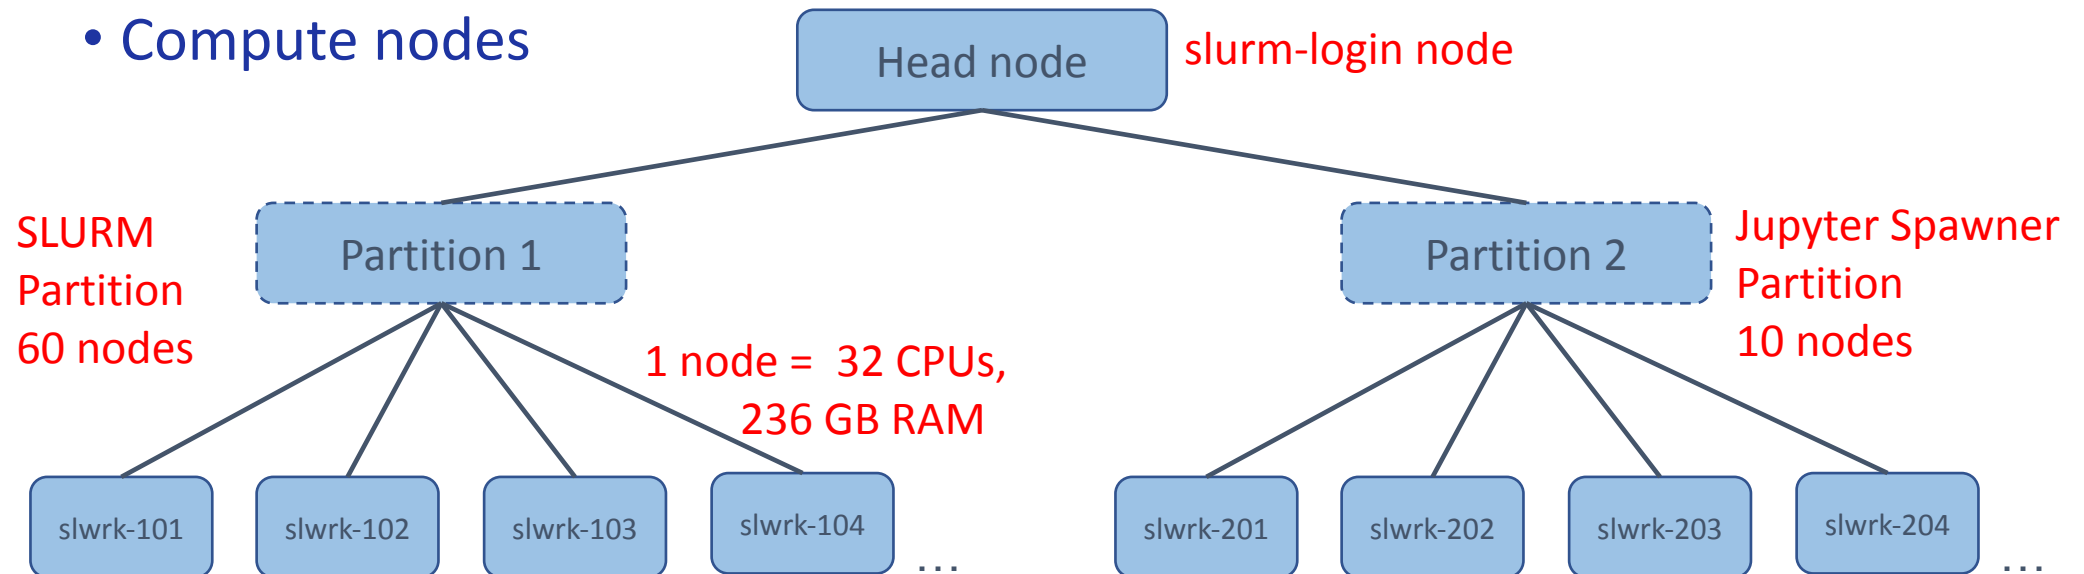 • Compute nodes
Head node
slurm-login node
SLURM
Partition
60 nodes
Partition 1
Partition 2
Jupyter Spawner
Partition
10 nodes
1 node = 32 CPUs,
236 GB RAM
slwrk-101
slwrk-102
slwrk-103
slwrk-104
...
slwrk-201
slwrk-202
slwrk-203
slwrk-204
...